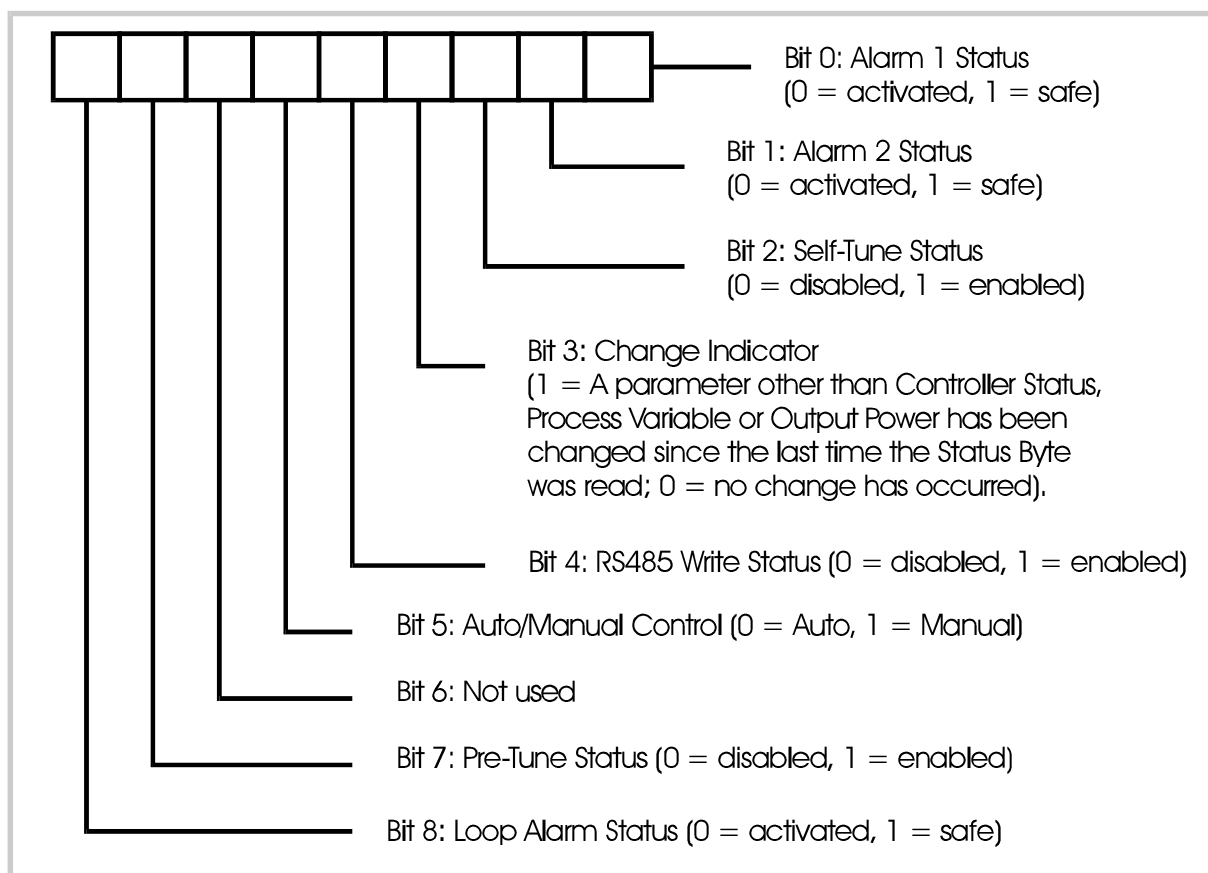 Bit 0: Alarm 1 Status
(0 = activated, 1 = safe)
Bit 1: Alarm 2 Status
(0 = activated, 1 = safe)
Bit 2: Self-Tune Status
(0 = disabled, 1 = enabled)
Bit 3: Change Indicator
(1 = A parameter other than Controller Status,
Process Variable or Output Power has been
changed since the last time the Status Byte
was read; 0 = no change has occurred).
Bit 4: RS485 Write Status (0 = disabled, 1 = enabled)
Bit 5: Auto/Manual Control (0 = Auto, 1 = Manual)
Bit 6: Not used
Bit 7: Pre-Tune Status (0 = disabled, 1 = enabled)
Bit 8: Loop Alarm Status (0 = activated, 1 = safe)